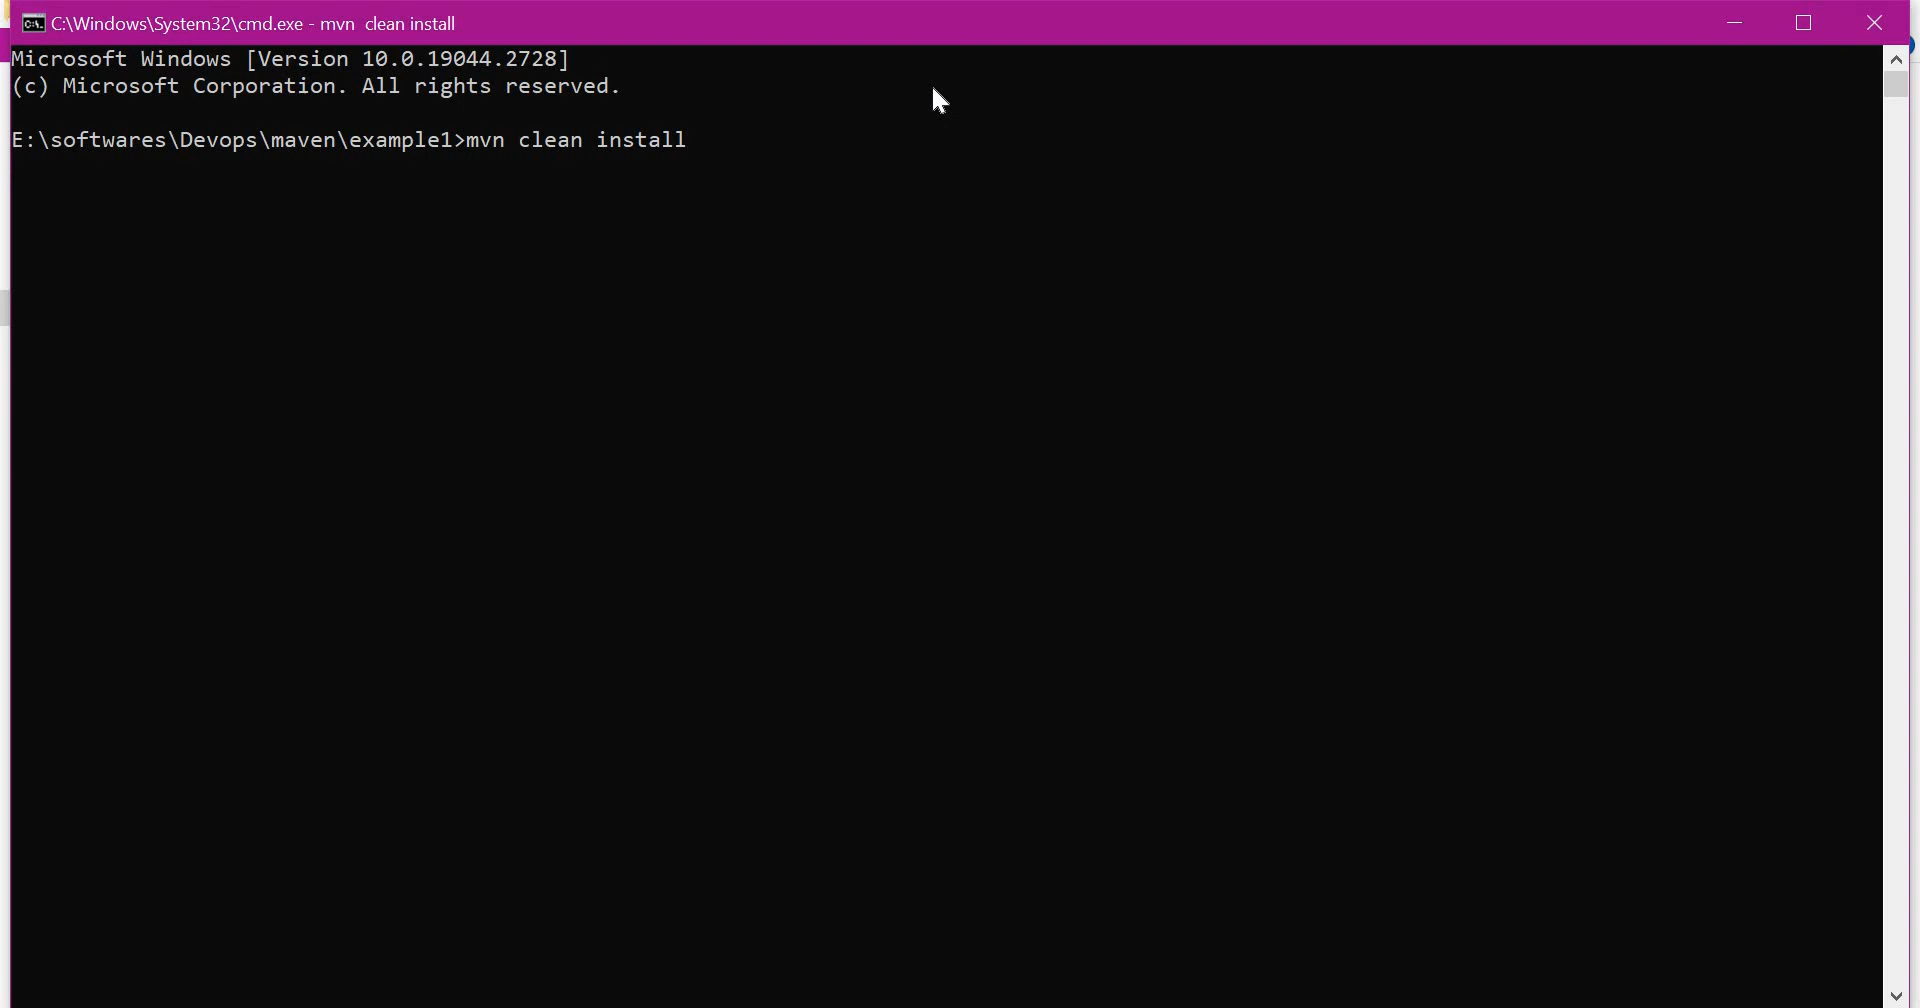 C:\Windows\System32\cmd.exe - mvn  clean install
Microsoft Windows [Version 10.0.19044.2728]
(c) Microsoft Corporation. All rights reserved.
E:\softwares\Devops\maven\example1>mvn clean install